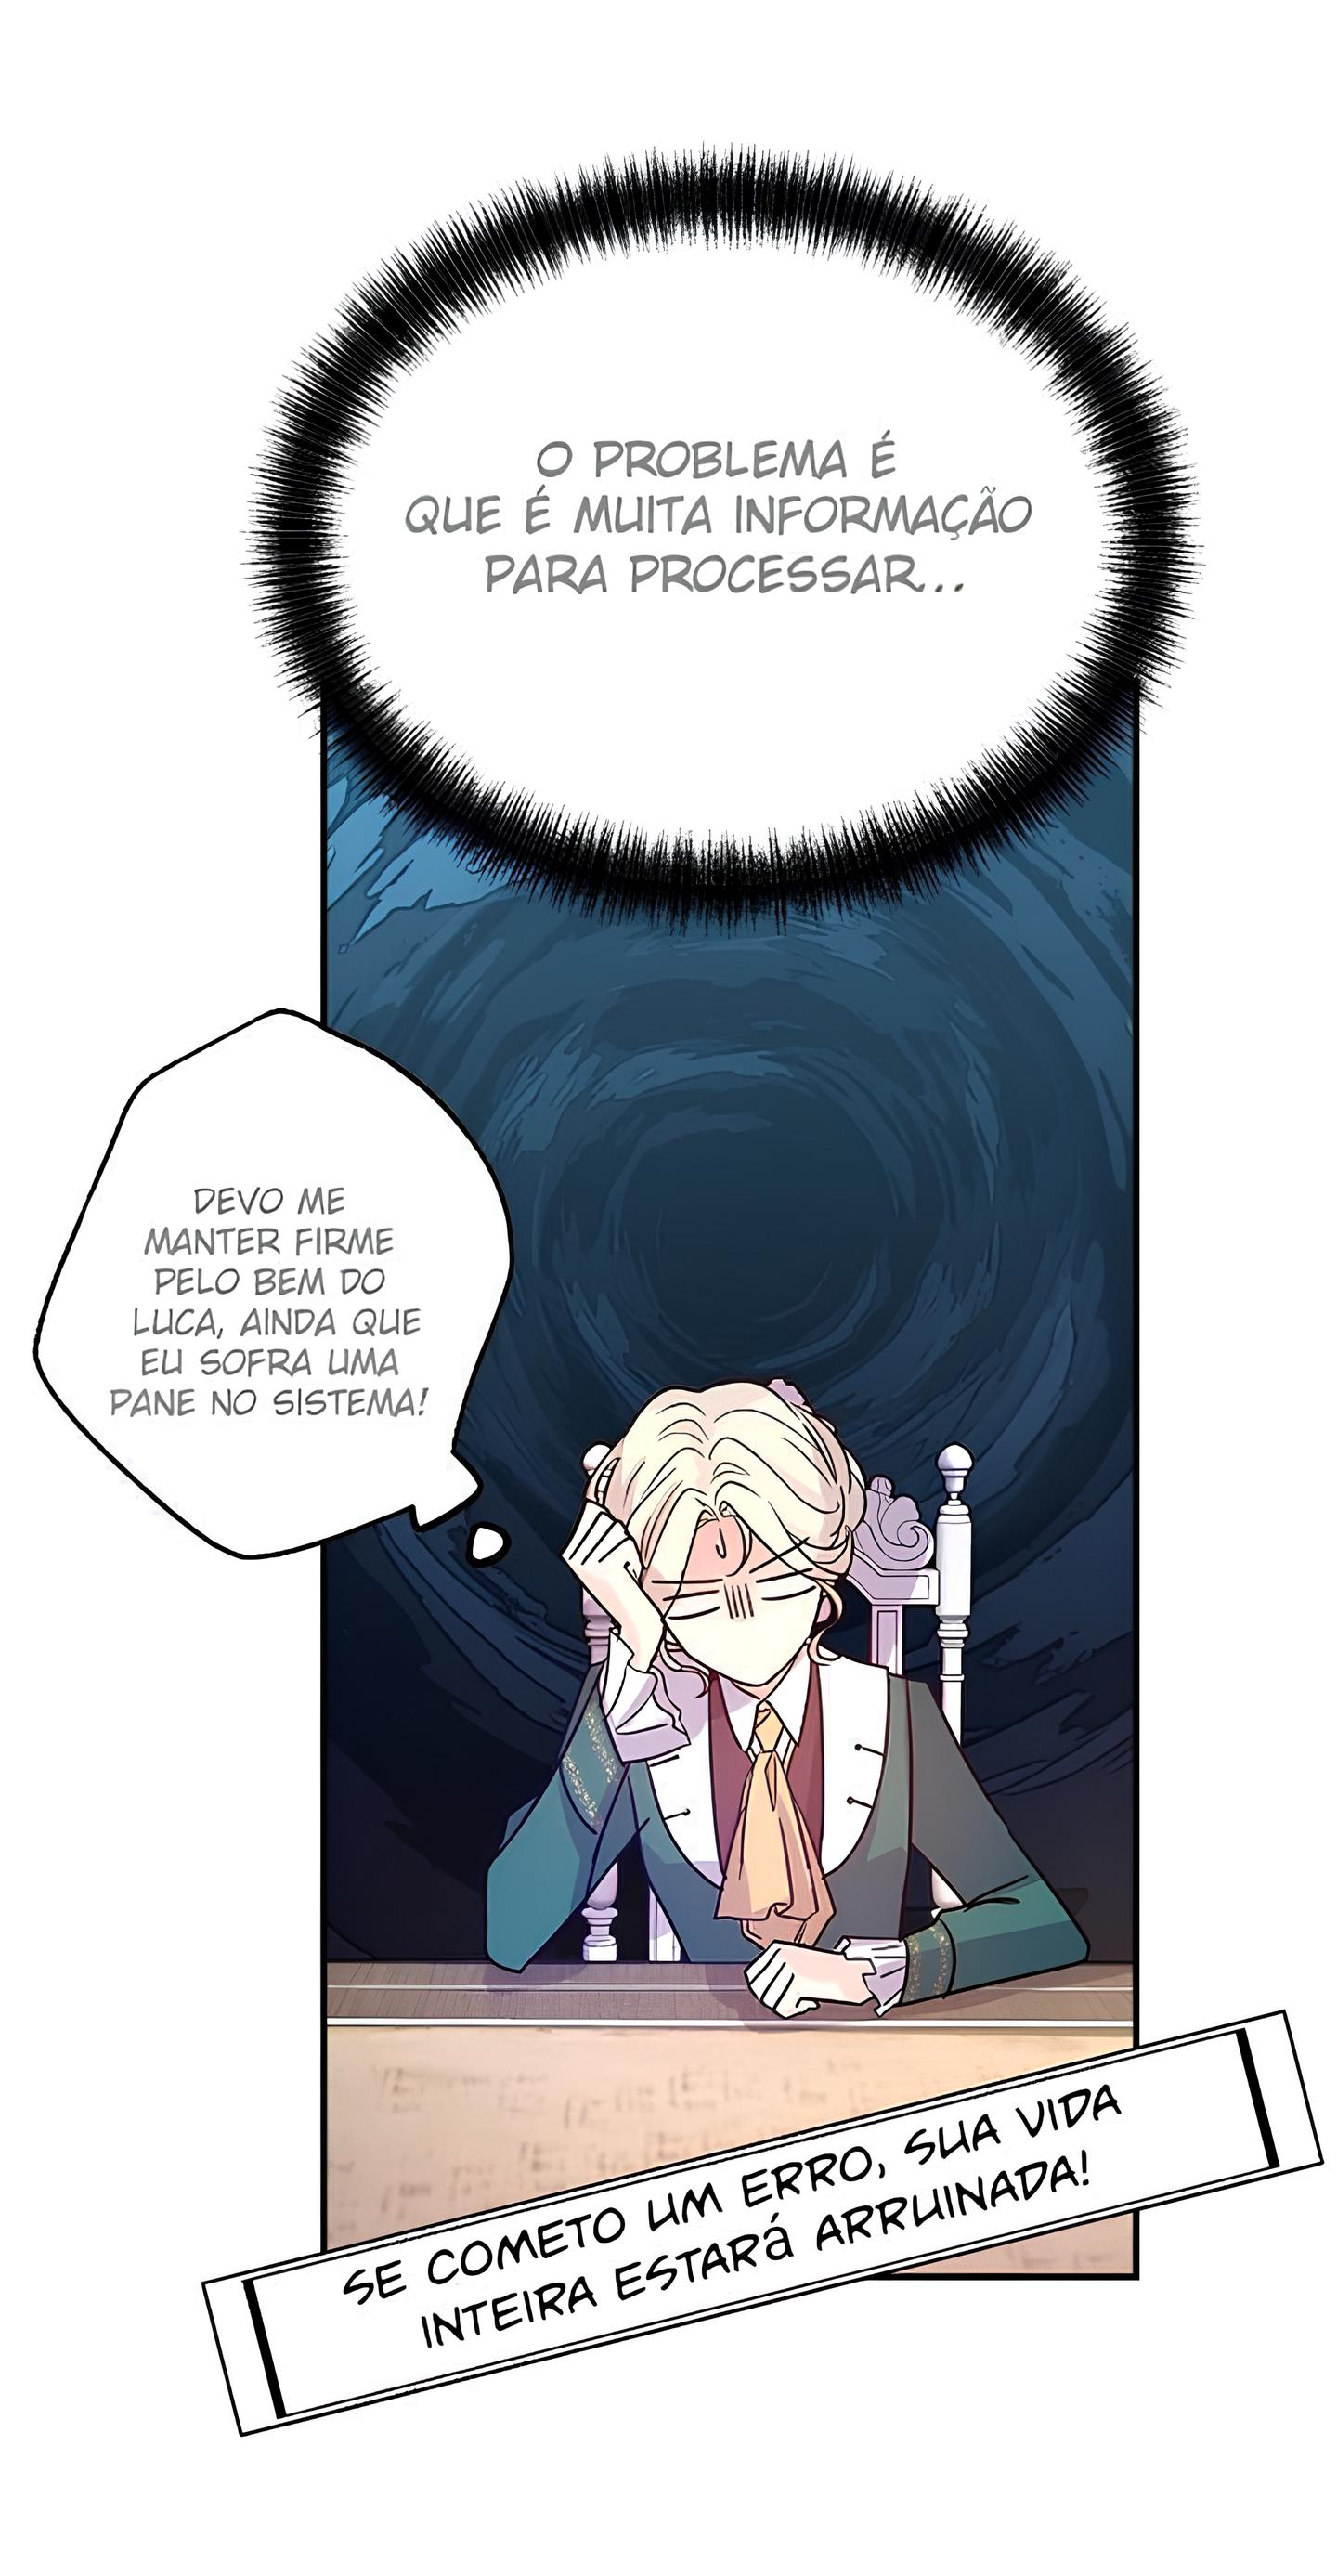 O PROBLEMA É
QUE É MUITA INFORMAÇÃO
PARA PROCESSAR...
DEVO ME
MANTER FIRME
PELO BEM DO
LUCA, AINDA QUE
EU SOFRA UMA
PANE NO SISTEMA!
SE COMETO UM ERRO, SUA VIDA
INTEIRA ESTARá ARRUINADA!